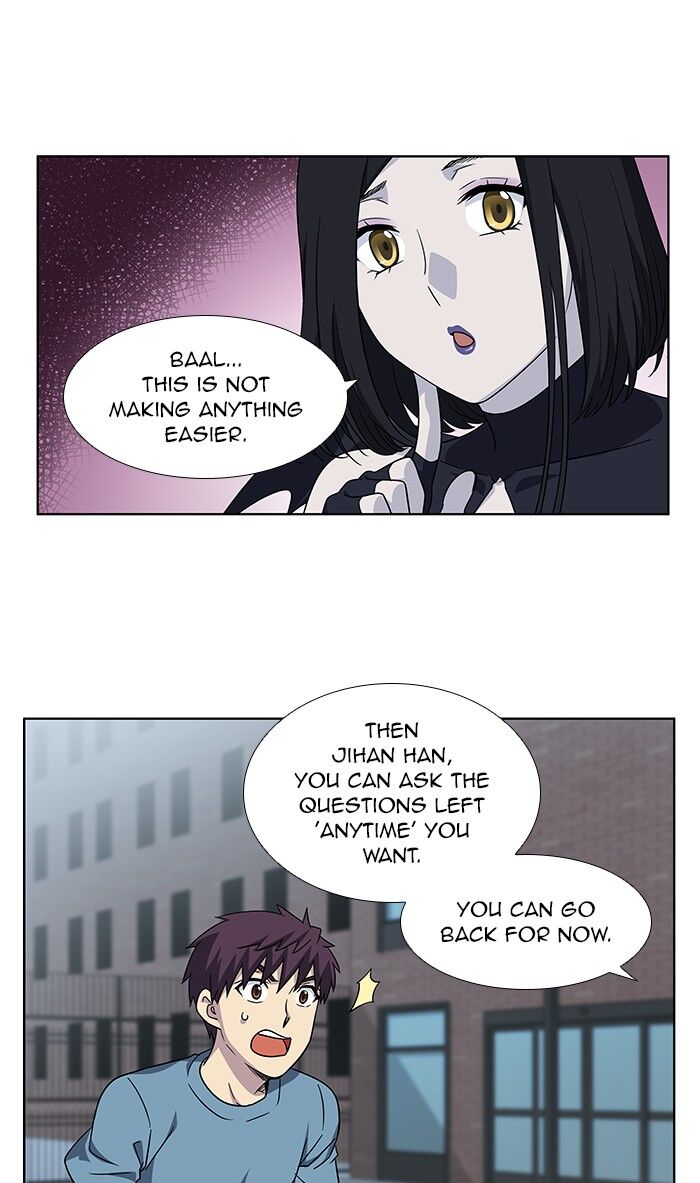 BAAL...
THIS IS NOT
MAKING ANYTHING
EASIER.
THEN
JIHAN HAN,
YOU CAN ASK THE
QUESTIONS LEFT
'ANYTIME' YOU
WANT.
YOU CAN GO
BACK FOR NOW.